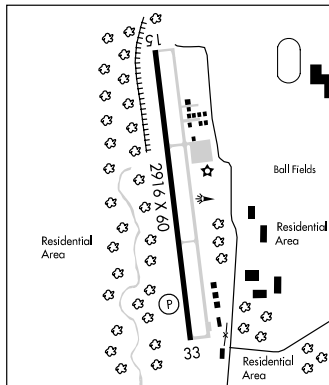 15
2916 X 60
Ball Fields
Residential
Area
Residential
Area
P
33
Residential
Area